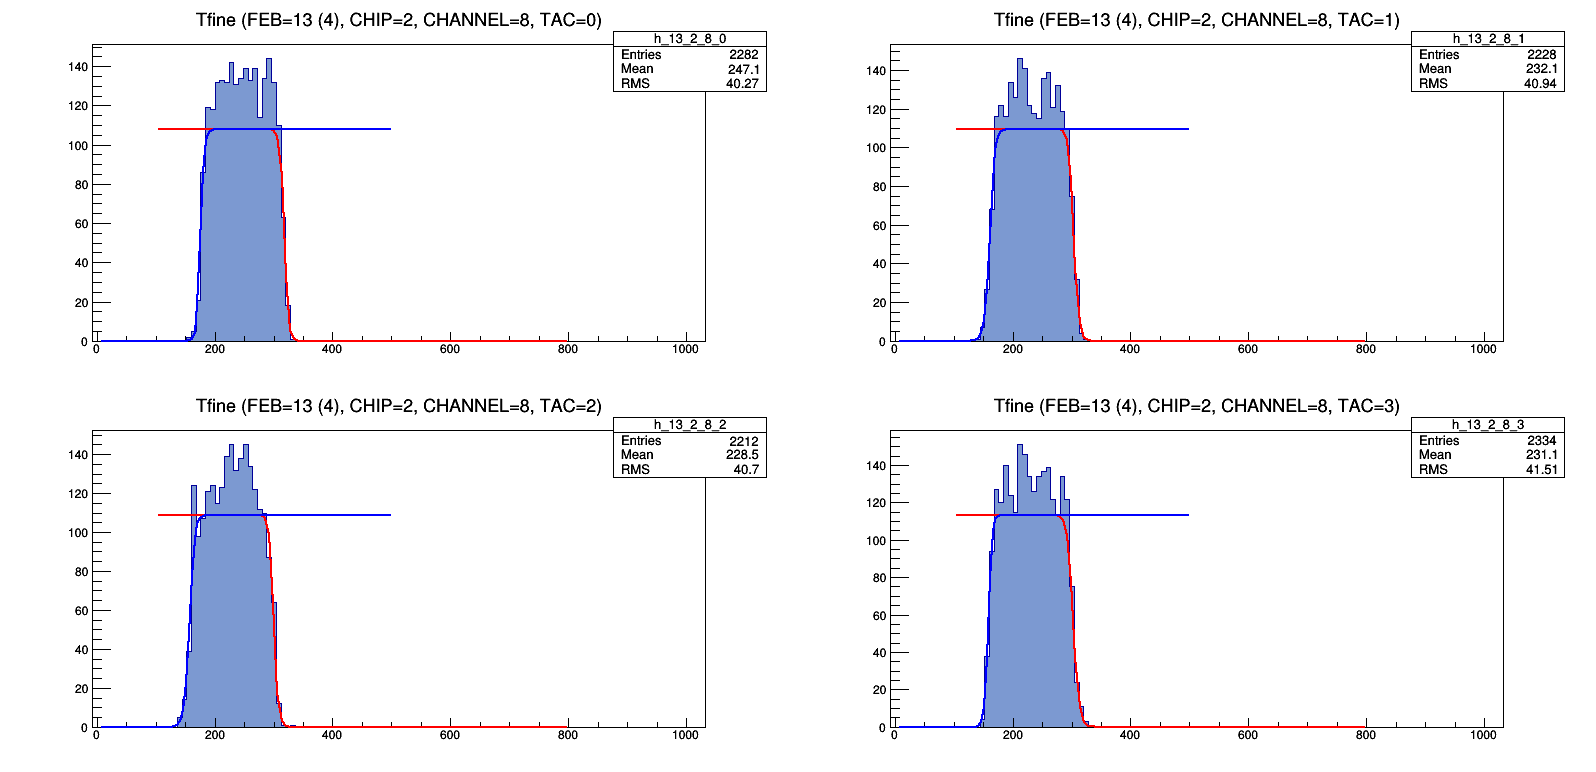 Tfine (FEB=13 (4), CHIP=2, CHANNEL=8, TAC=0)
h_13_2_8_0
Entries 2282
Mean 247.1
RMS 40.27
140
120
100
80
60
40
20
0
0 200 400 600 800 1000
Tfine (FEB=13 (4), CHIP=2, CHANNEL=8, TAC=1)
h_13_2_8_1
Entries 2228
Mean 232.1
RMS 40.94
140
120
100
80
60
40
20
0
0 200 400 600 800 1000
Tfine (FEB=13 (4), CHIP=2, CHANNEL=8, TAC=2)
h_13_2_8_2
Entries 2212
Mean 228.5
RMS 40.7
140
120
100
80
60
40
20
0
0 200 400 600 800 1000
Tfine (FEB=13 (4), CHIP=2, CHANNEL=8, TAC=3)
h_13_2_8_3
Entries 2334
Mean 231.1
RMS 41.51
140
120
100
80
60
40
20
0
0 200 400 600 800 1000